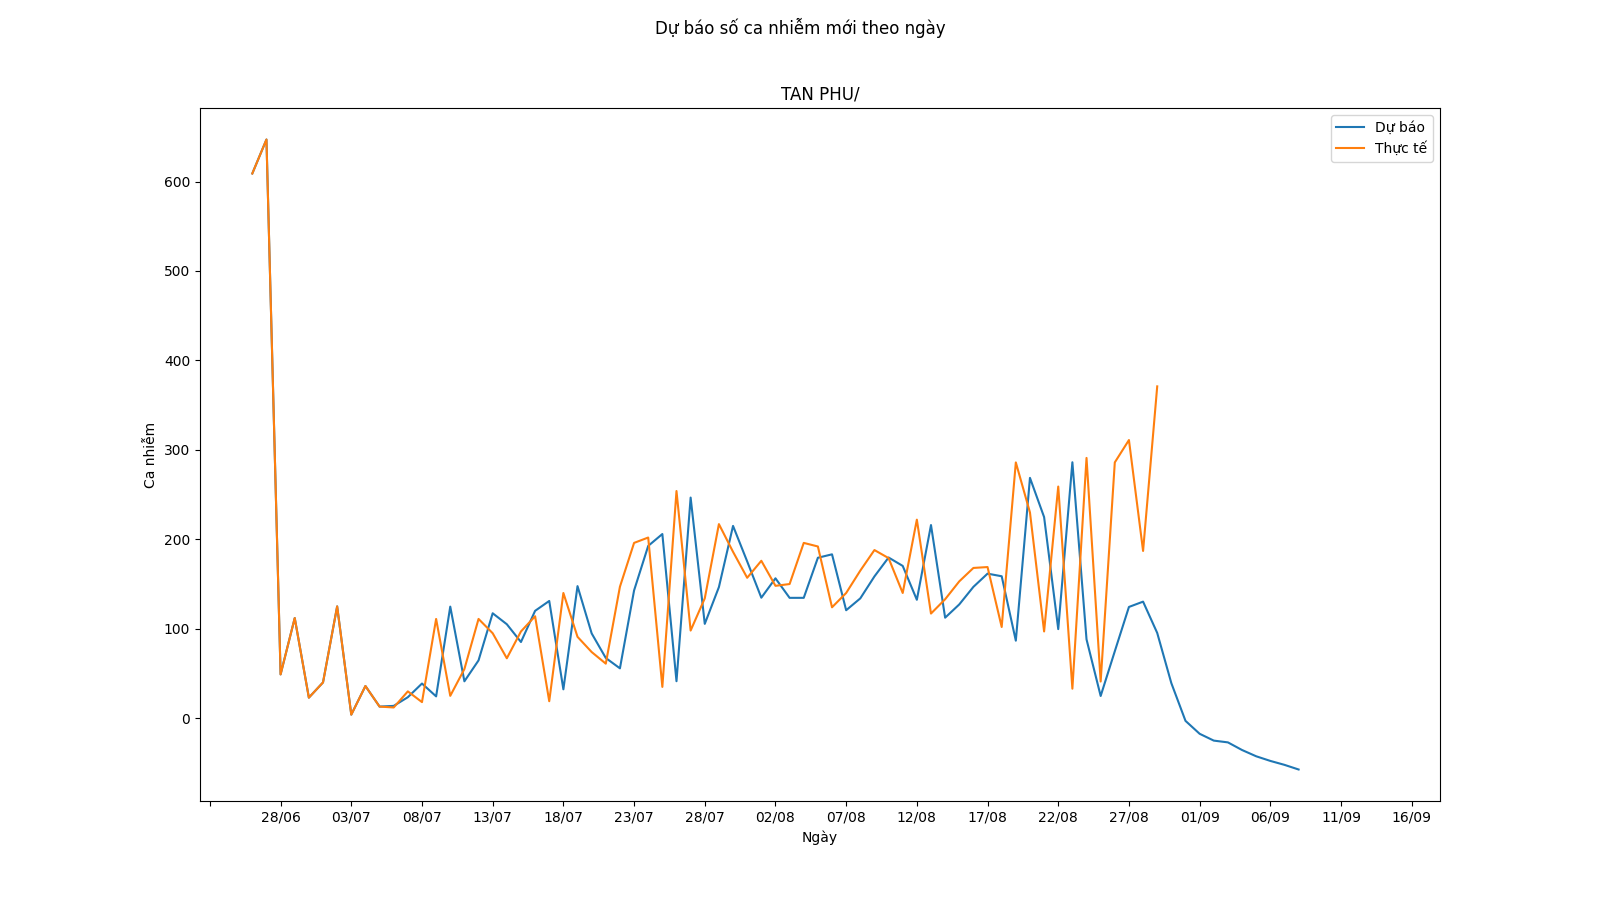 Dự báo số ca nhiễm mới theo ngày
TAN PHU/
Dự báo
Thực tế
600
500
400
300
200
100
0
Ca nhiễm
28/06 03/07 08/07 13/07 18/07 23/07 28/07 02/08 07/08 12/08 17/08 22/08 27/08 01/09 06/09 11/09 16/09
Ngày